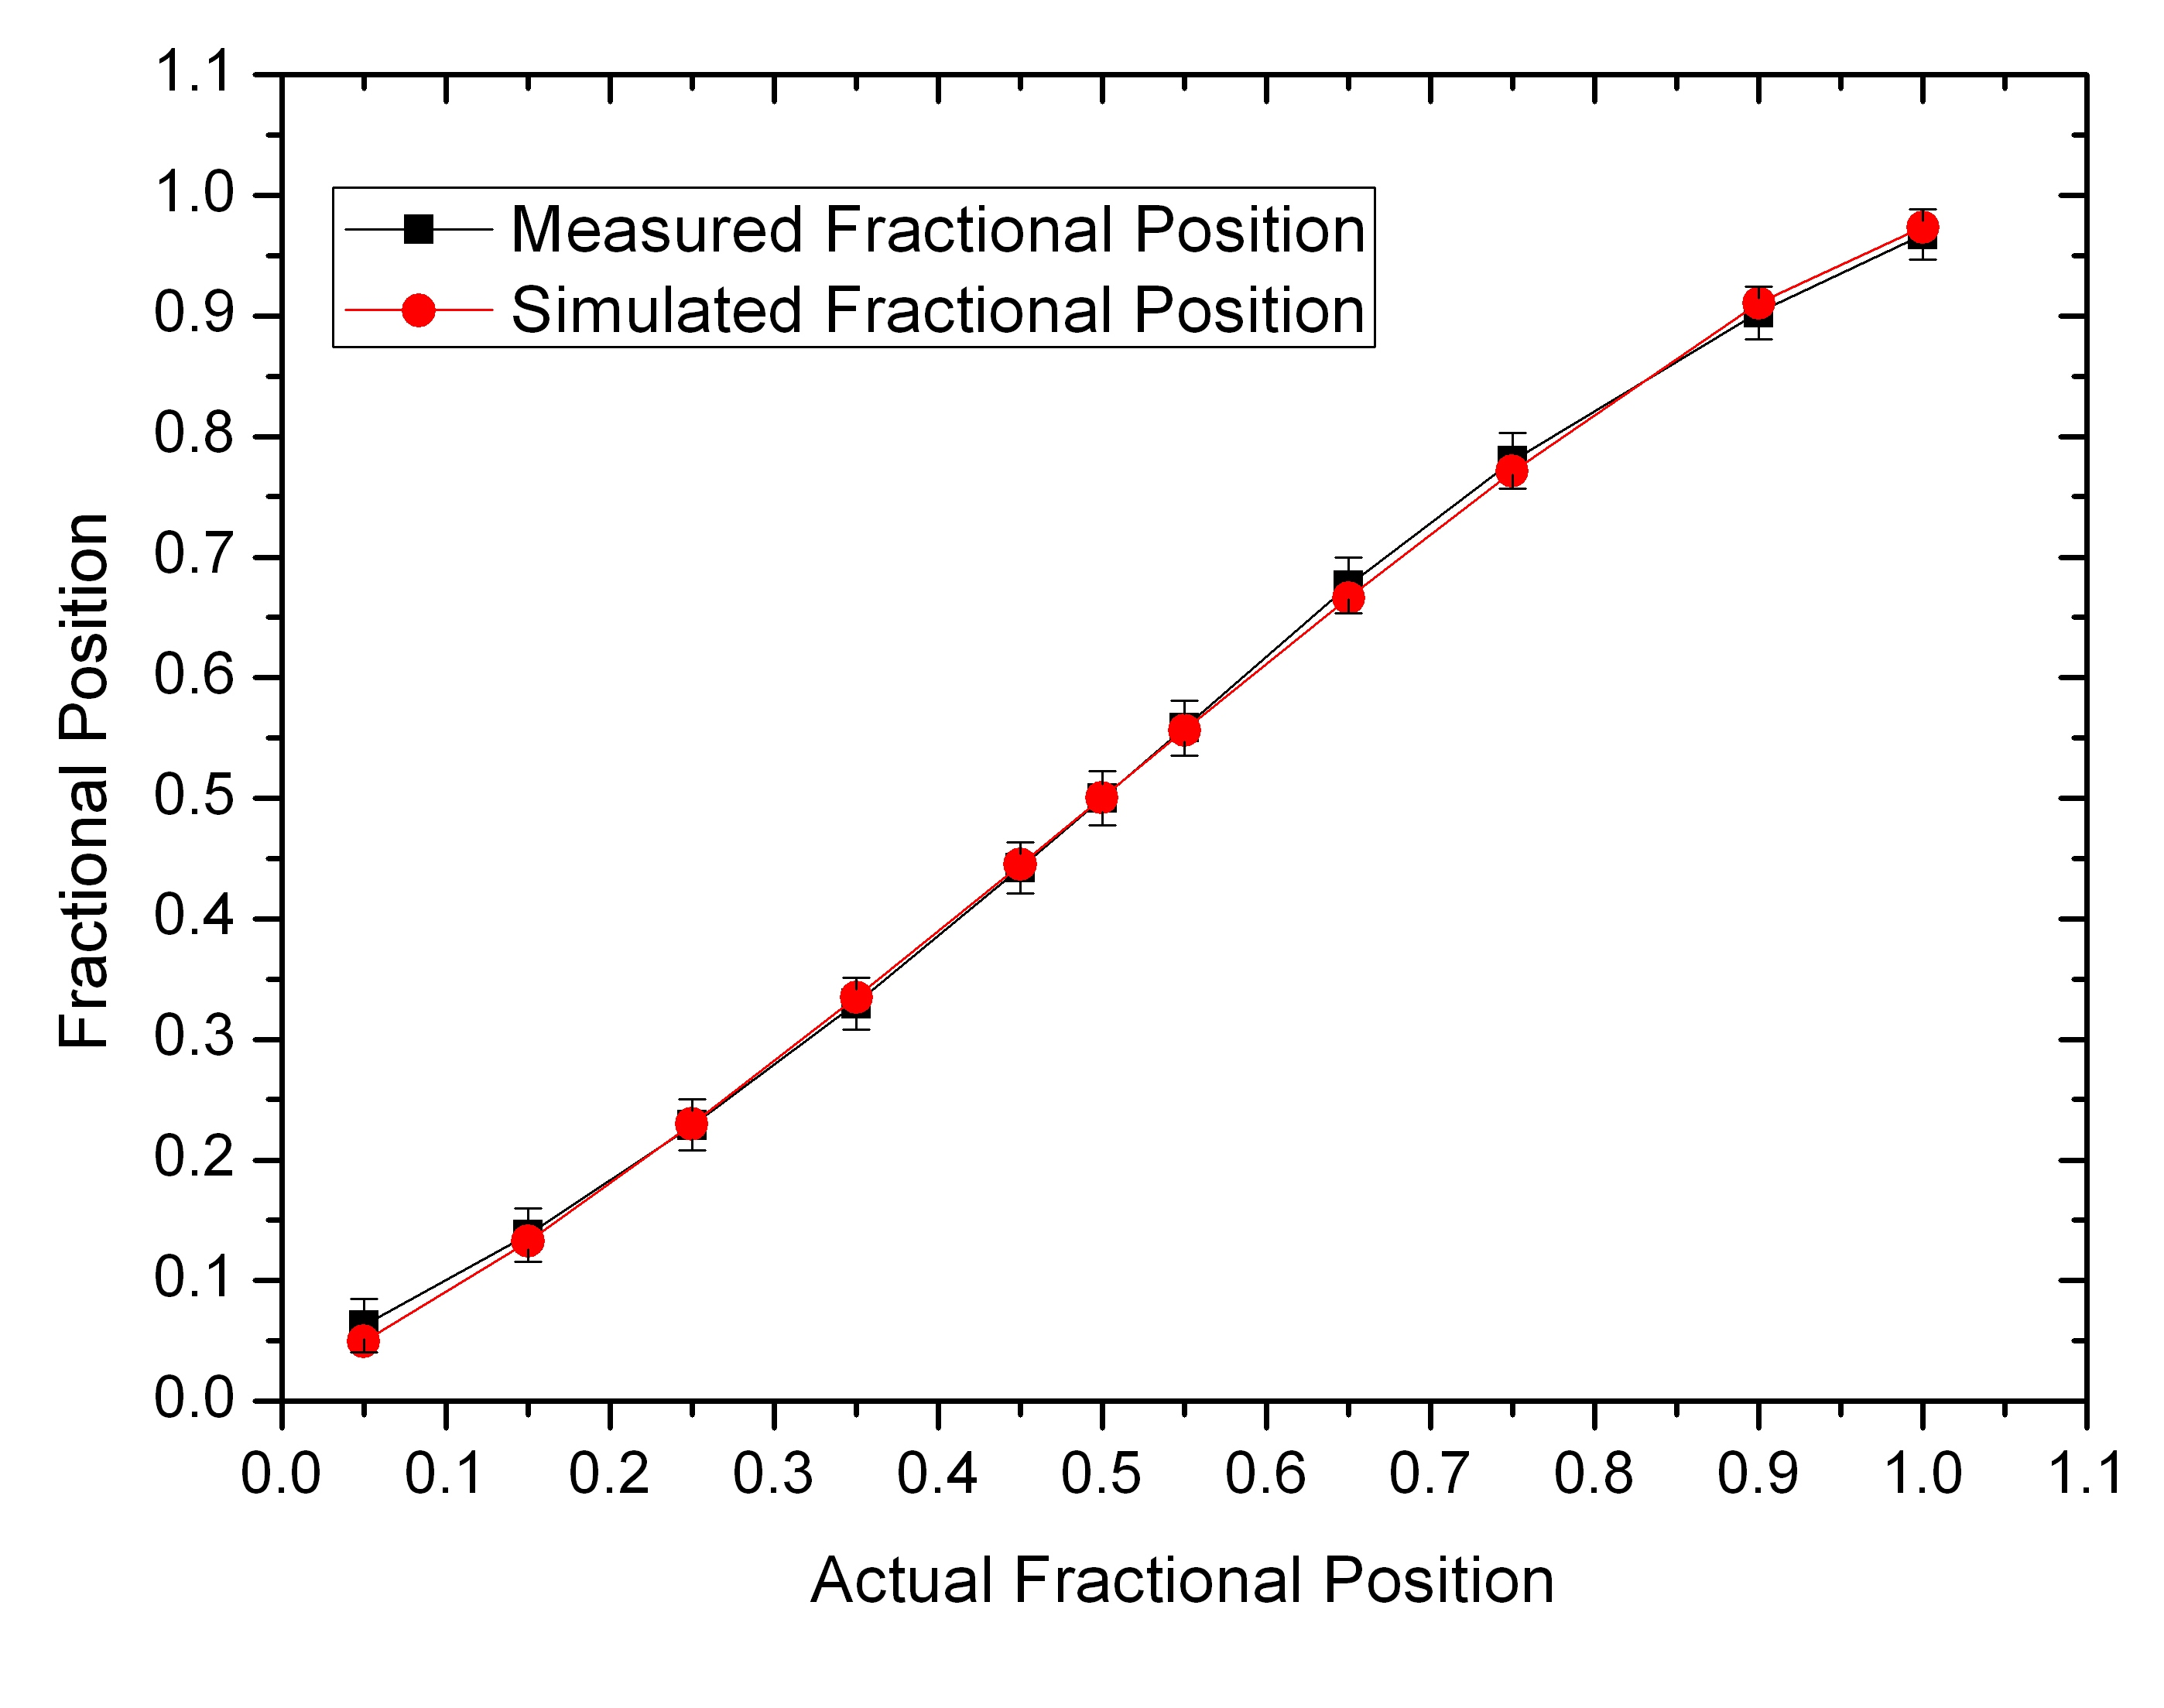 1.1
1.0
0.9
0.8
0.7
0.6
0.5
0.4
0.3
0.2
0.1
0.0
Measured Fractional Position
Simulated Fractional Position
Fractional Position
0.0 0.1 0.2 0.3 0.4 0.5 0.6 0.7 0.8 0.9 1.0 1.1
Actual Fractional Position